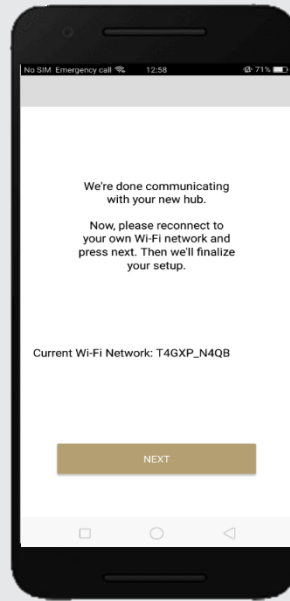 No SIM Emergency call 12:58 71%
We're done communicating
with your new hub.
Now, please reconnect to
your own Wi-Fi network and
press next. Then we'll finalize
your setup.
Current Wi-Fi Network: T4GXP_N4QB
NEXT